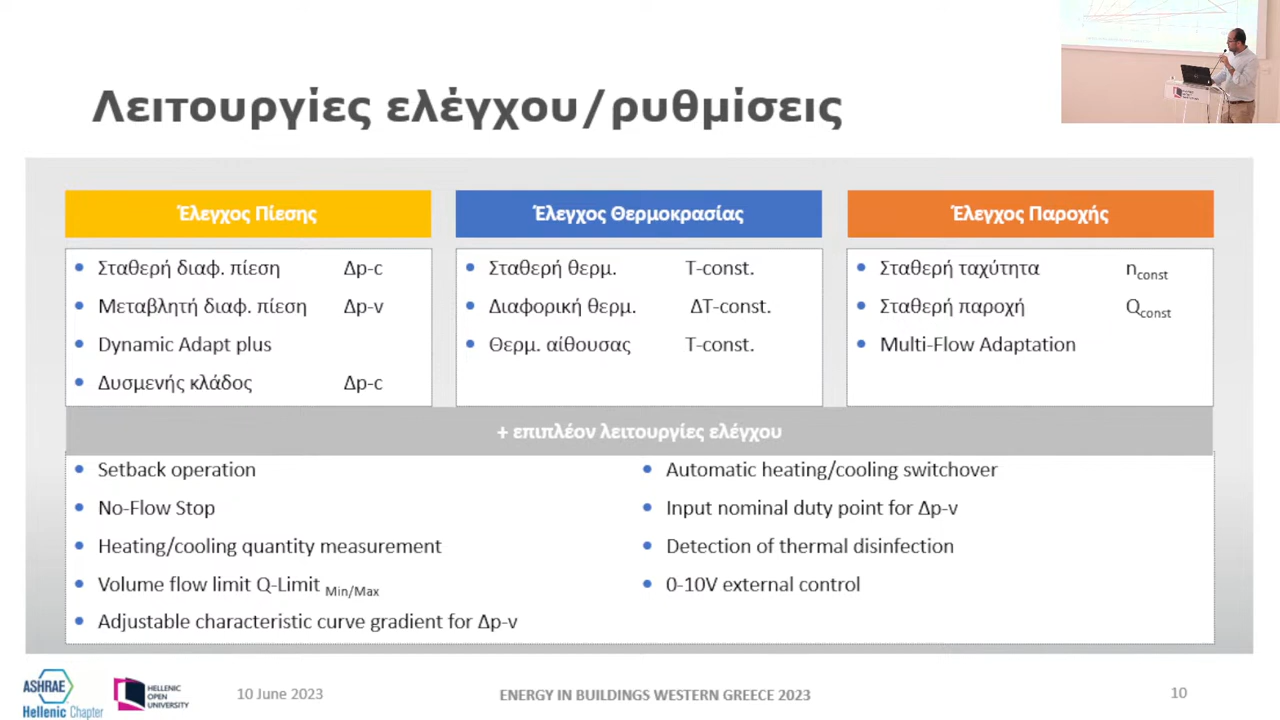 Λειτουργίες ελέγχου/ρυθμίσεις
Έλεγχος Πίεσης
Σταθερή διαφ. πίεση Δp-c
Μεταβλητή διαφ. πίεση Δp-v
Dynamic Adapt plus
Δυσμενής κλάδος Δp-c
Έλεγχος Θερμοκρασίας
Σταθερή θερμ. T-const.
Διαφορική θερμ. ΔT-const.
Θερμ. αίθουσας T-const.
Έλεγχος Παροχής
Σταθερή ταχύτητα nconst
Σταθερή παροχή Qconst
Multi-Flow Adaptation
+ επιπλέον λειτουργίες ελέγχου
Setback operation
No-Flow Stop
Heating/cooling quantity measurement
Volume flow limit Q-Limit Min/Max
Adjustable characteristic curve gradient for Δp-v
Automatic heating/cooling switchover
Input nominal duty point for Δp-v
Detection of thermal disinfection
0-10V external control
ASHRAE
Hellenic Chapter
HELLENIC
OPEN
UNIVERSITY
10 June 2023
ENERGY IN BUILDINGS WESTERN GREECE 2023
10